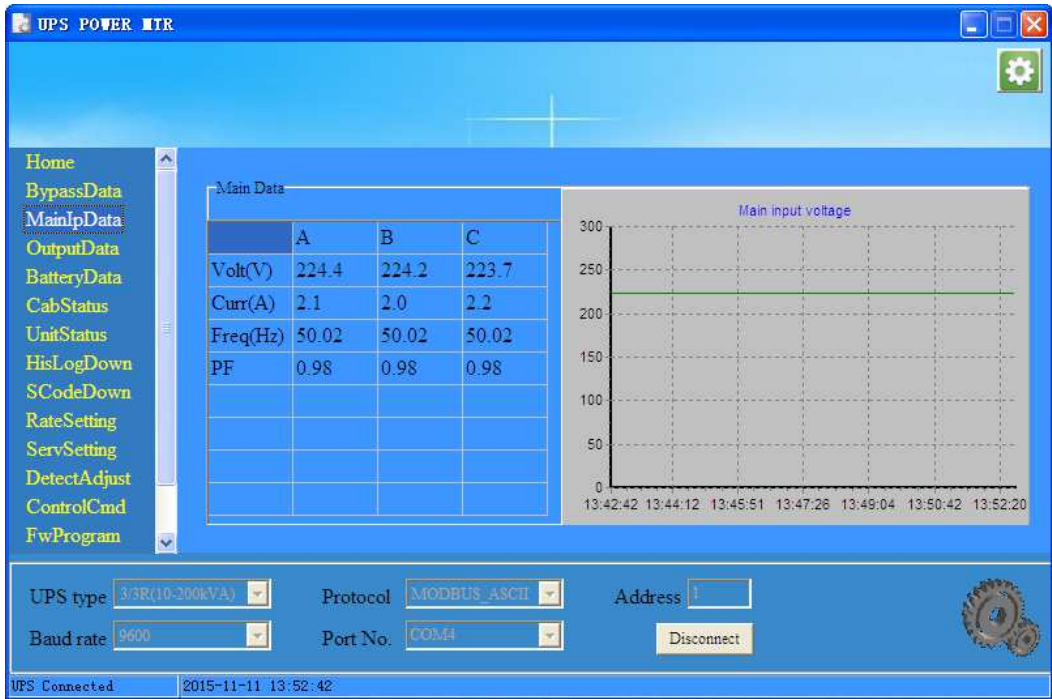 UPS POWER MTR
Home
BypassData
MainIpData
OutputData
BatteryData
CabStatus
UnitStatus
HisLogDown
SCodeDown
RateSetting
ServSetting
DetectAdjust
ControlCmd
FwProgram
Main Data
A B C
Volt(V) 224.4 224.2 223.7
Curr(A) 2.1 2.0 2.2
Freq(Hz) 50.02 50.02 50.02
PF 0.98 0.98 0.98
Main input voltage
300
250
200
150
100
50
0
13:42:42 13:44:12 13:45:51 13:47:26 13:49:04 13:50:42 13:52:20
UPS type 3/3R(10-200kVA) Protocol MODBUS_ASCII Address 1
Baud rate 9600 Port No. COM4 Disconnect
UPS Connected 2015-11-11 13:52:42